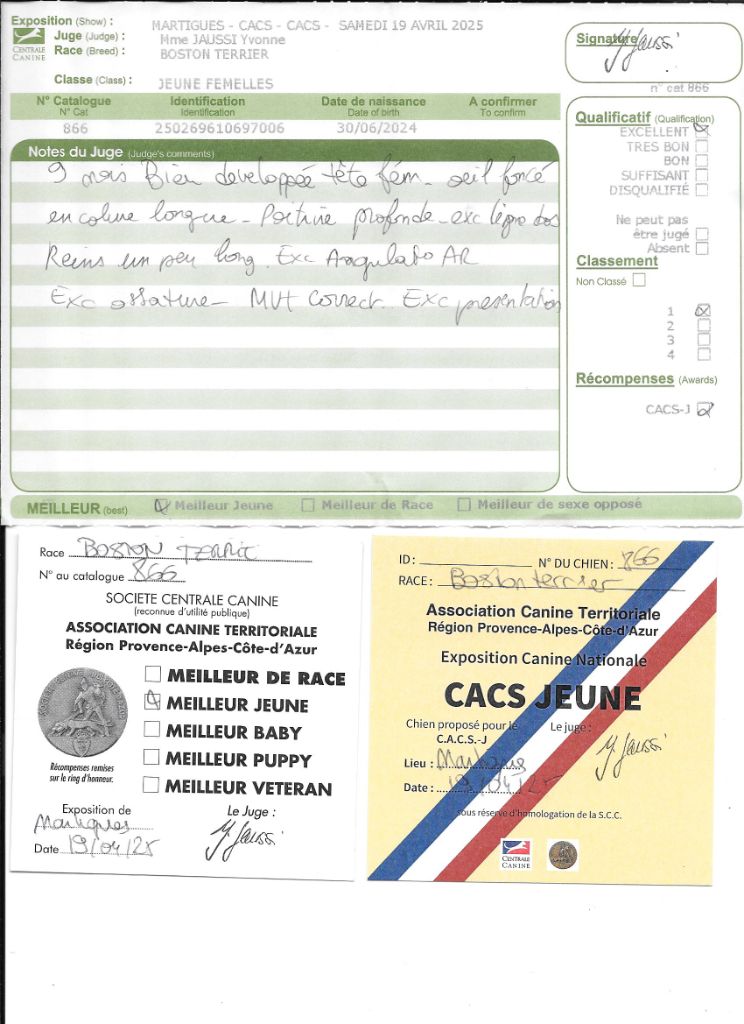 Exposition (Show) : MARTIGUES - CACS - CACS - SAMEDI 19 AVRIL 2025
Juge (Judge) : Mme JAUSSI Yvonne
Race (Breed) : BOSTON TERRIER
CENTRALE
CANINE
Classe (Class) : JEUNE FEMELLES
Signature
Y Jaussi
n° cat 866
N° Catalogue Identification Date de naissance A confirmer
N° Cat Identification Date of birth To confirm
866 250269610697006 30/06/2024
Notes du Juge (Judge's comments)
9 mois Bien developpée tête fém - oeil foncé
encolure longue - Poitrine profonde - exc ligne dos
Reins un peu long. Exc Angulato AR
Exc ossature - MVT correct. Exc presentation
Qualificatif (Qualification)
EXCELLENT
TRES BON
BON
SUFFISANT
DISQUALIFIÉ
Ne peut pas
être jugé
Absent
Classement
Non Classé
1
2
3
4
Récompenses (Awards)
CACS-J
MEILLEUR (best) Meilleur Jeune Meilleur de Race Meilleur de sexe opposé
Race BOSTON
N° au catalogue 866
SOCIETE CENTRALE CANINE
(reconnue d'utilité publique)
ASSOCIATION CANINE TERRITORIALE
Région Provence-Alpes-Côte-d'Azur
MEILLEUR DE RACE
MEILLEUR JEUNE
MEILLEUR BABY
MEILLEUR PUPPY
MEILLEUR VETERAN
Récompenses remises
sur le ring d'honneur.
Exposition de
Martigues
Date 19/04/25
Le Juge :
Y Jaussi
ID : N° DU CHIEN : 866
RACE : Boston terrier
Association Canine Territoriale
Région Provence-Alpes-Côte-d'Azur
Exposition Canine Nationale
CACS JEUNE
Chien proposé pour le
C.A.C.S.-J
Le juge :
Y Jaussi
Lieu : Martigues
Date : 19/04/25
sous réserve d'homologation de la S.C.C.
CENTRALE
CANINE